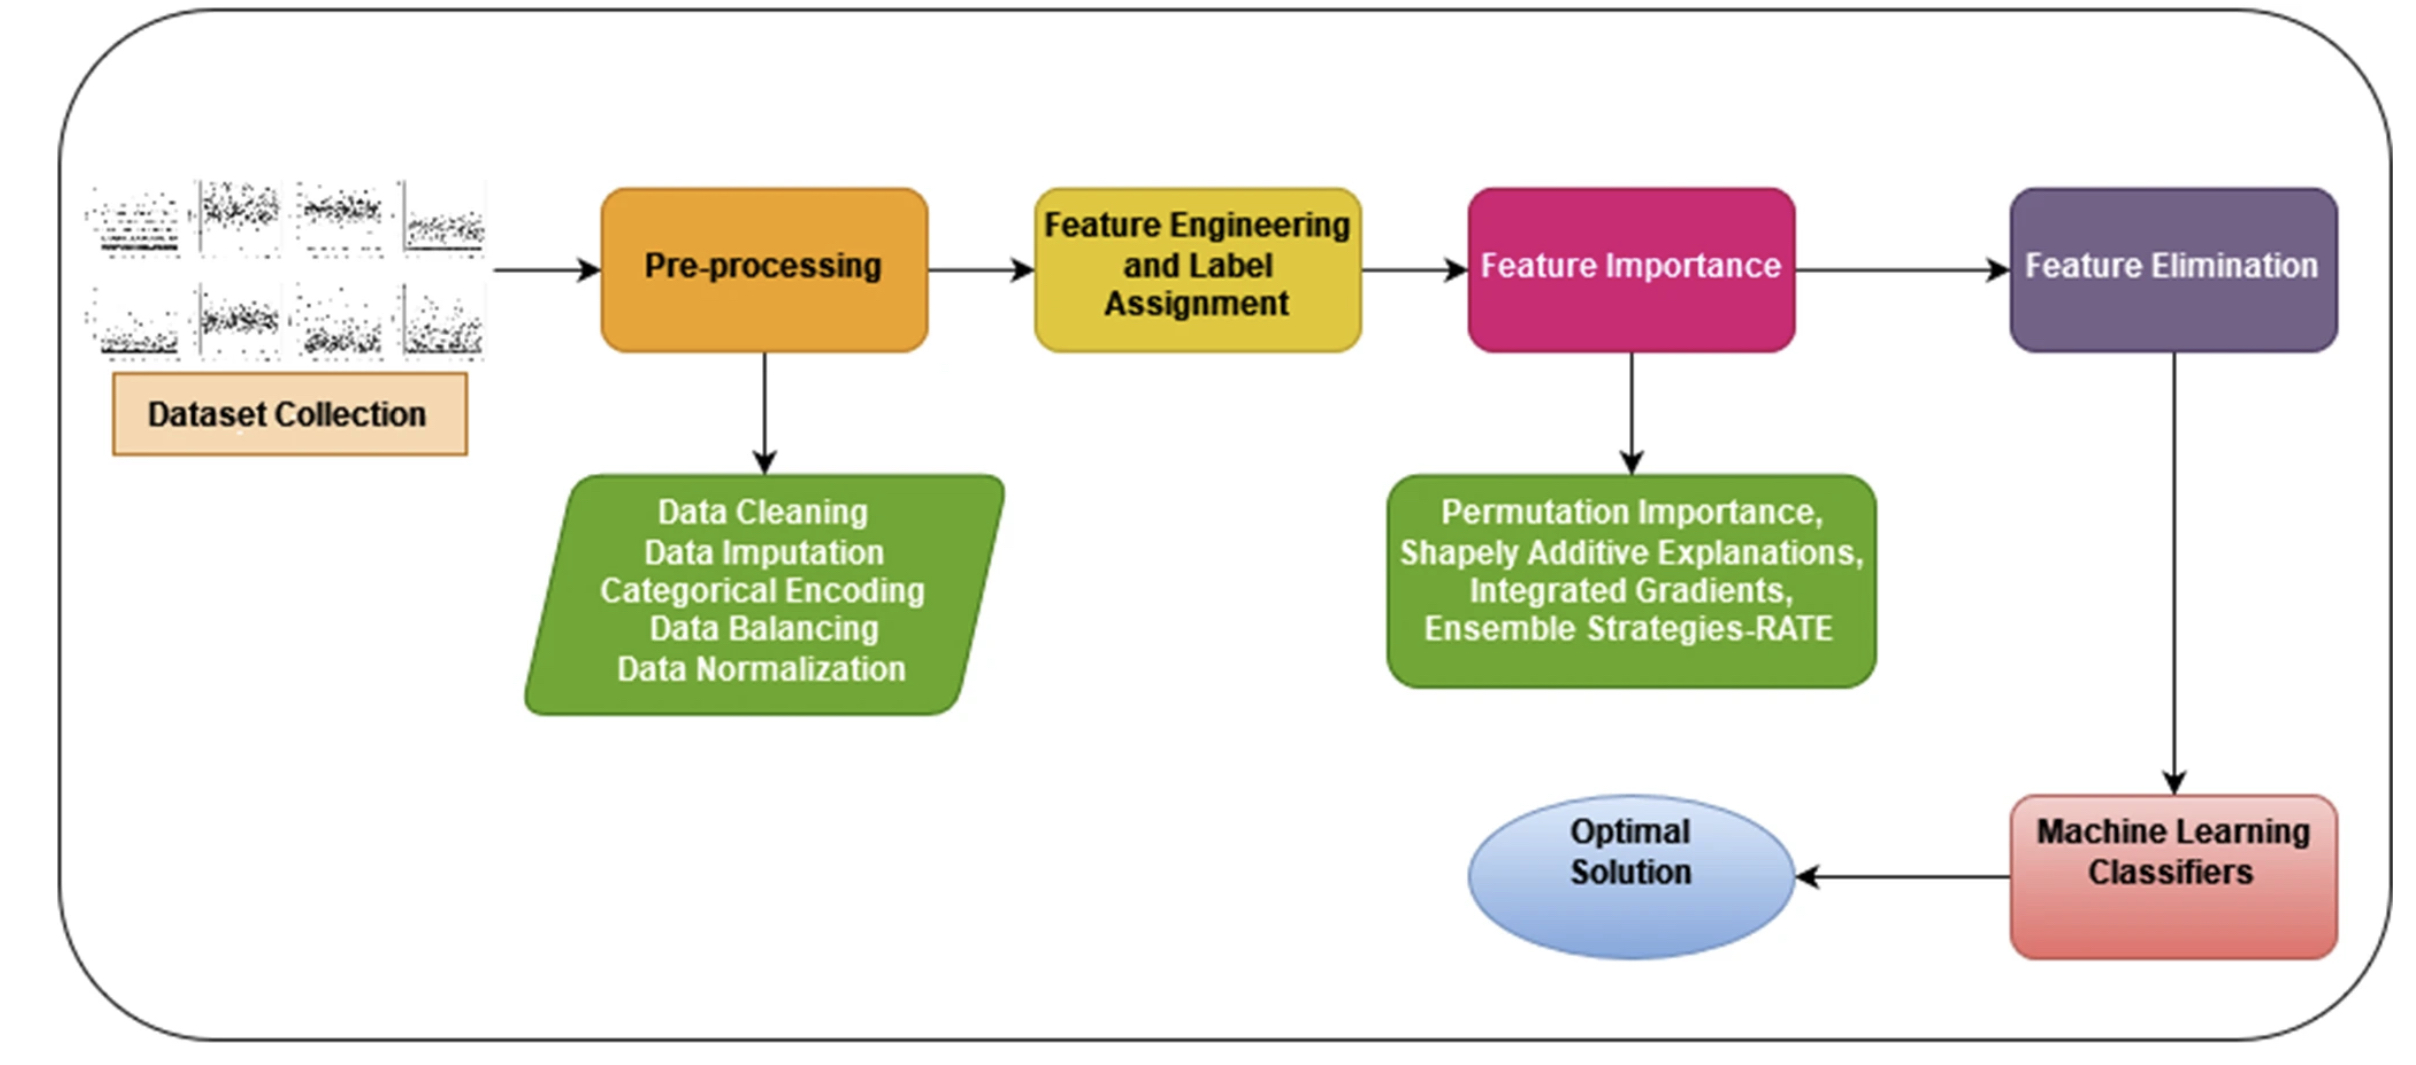 Dataset Collection
Pre-processing
Data Cleaning
Data Imputation
Categorical Encoding
Data Balancing
Data Normalization
Feature Engineering
and Label
Assignment
Feature Importance
Permutation Importance,
Shapely Additive Explanations,
Integrated Gradients,
Ensemble Strategies-RATE
Feature Elimination
Machine Learning
Classifiers
Optimal
Solution